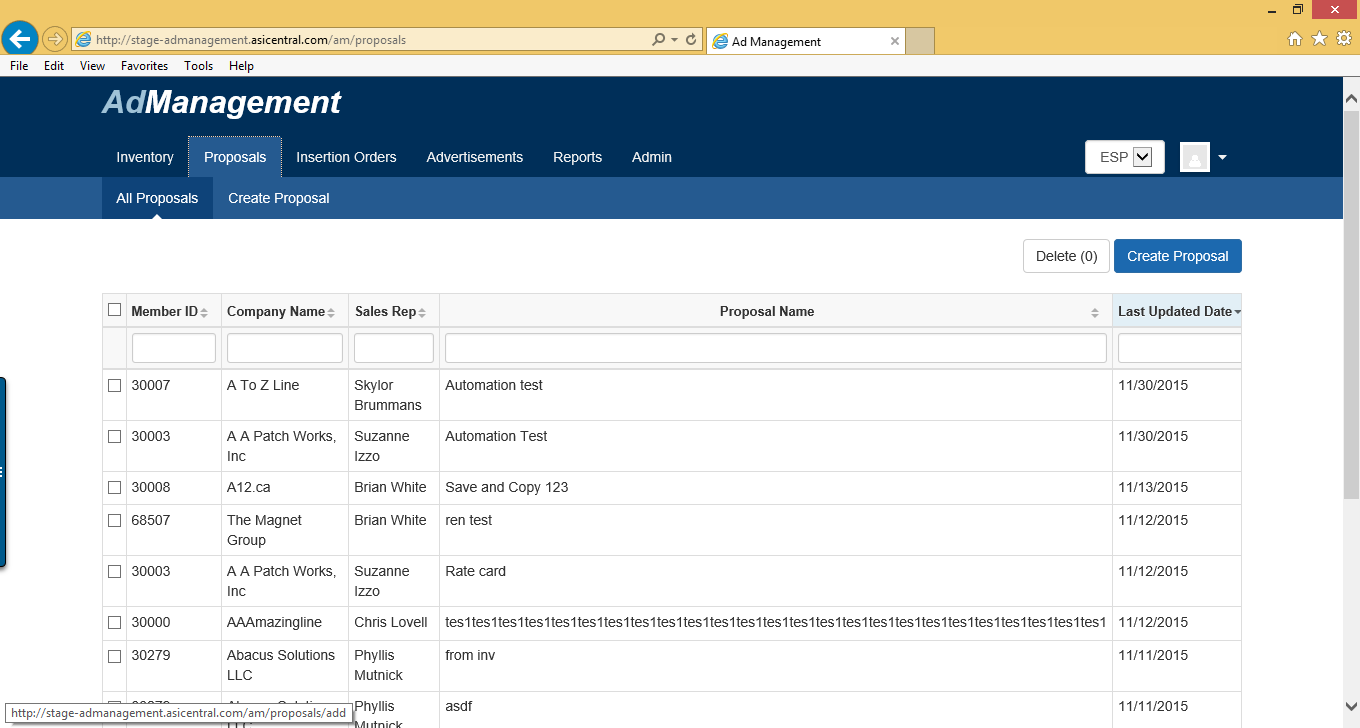 http://stage-admanagement.asicentral.com/am/proposals
Ad Management
File Edit View Favorites Tools Help
AdManagement
Inventory Proposals Insertion Orders Advertisements Reports Admin ESP
All Proposals Create Proposal
Delete (0) Create Proposal
Member ID Company Name Sales Rep Proposal Name Last Updated Date
30007 A To Z Line Skylor Automation test 11/30/2015
Brummans
30003 A A Patch Works, Suzanne Automation Test 11/30/2015
Inc Izzo
30008 A12.ca Brian White Save and Copy 123 11/13/2015
68507 The Magnet Brian White ren test 11/12/2015
Group
30003 A A Patch Works, Suzanne Rate card 11/12/2015
Inc Izzo
30000 AAAmazingline Chris Lovell tes1tes1tes1tes1tes1tes1tes1tes1tes1tes1tes1tes1tes1tes1tes1tes1tes1tes1tes1tes1tes1tes1tes1tes1tes1 11/12/2015
30279 Abacus Solutions Phyllis from inv 11/11/2015
LLC Mutnick
Phyllis asdf 11/11/2015
Mutnick
http://stage-admanagement.asicentral.com/am/proposals/add